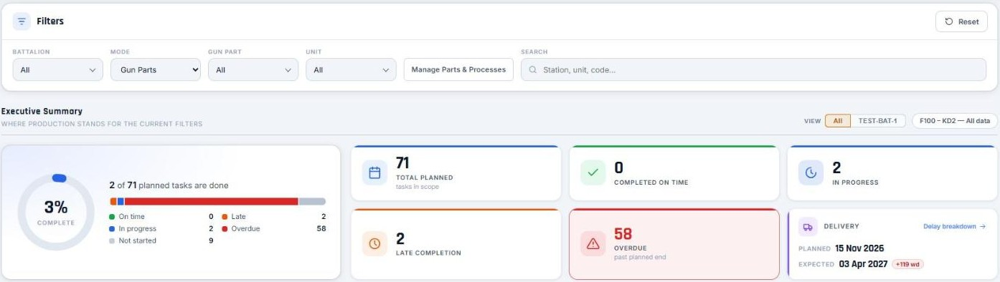 Filters
Reset
BATTALION MODE GUN PART UNIT SEARCH
All Gun Parts All All Manage Parts & Processes Station, unit, code...
Executive Summary
WHERE PRODUCTION STANDS FOR THE CURRENT FILTERS
VIEW All TEST-BAT-1 F100 – KD2 — All data
3%
COMPLETE
2 of 71 planned tasks are done
On time 0 Late 2
In progress 2 Overdue 58
Not started 9
71
TOTAL PLANNED
tasks in scope
0
COMPLETED ON TIME
2
IN PROGRESS
2
LATE COMPLETION
58
OVERDUE
past planned end
DELIVERY Delay breakdown →
PLANNED 15 Nov 2026
EXPECTED 03 Apr 2027 +119 wd